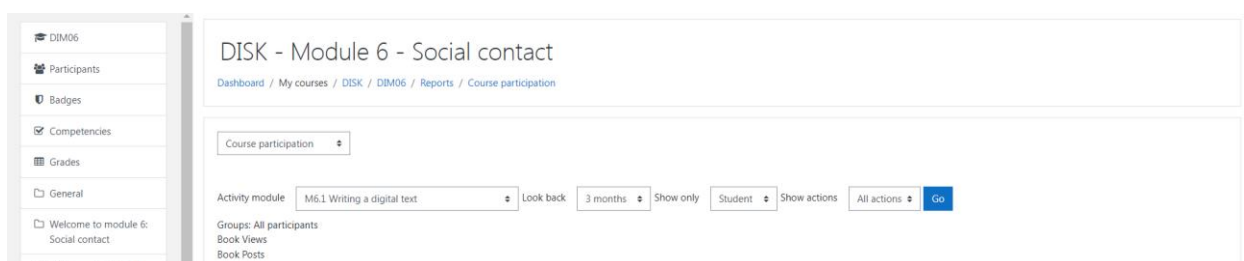 DIM06
Participants
Badges
Competencies
Grades
General
Welcome to module 6:
Social contact
DISK - Module 6 - Social contact
Dashboard / My courses / DISK / DIM06 / Reports / Course participation
Course participation
Activity module M6.1 Writing a digital text Look back 3 months Show only Student Show actions All actions Go
Groups: All participants
Book Views
Book Posts